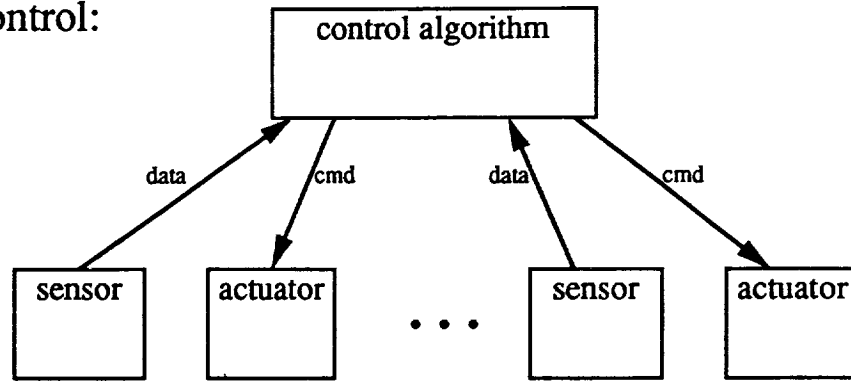 ontrol:
control algorithm
data
cmd
data
cmd
sensor
actuator
. . .
sensor
actuator